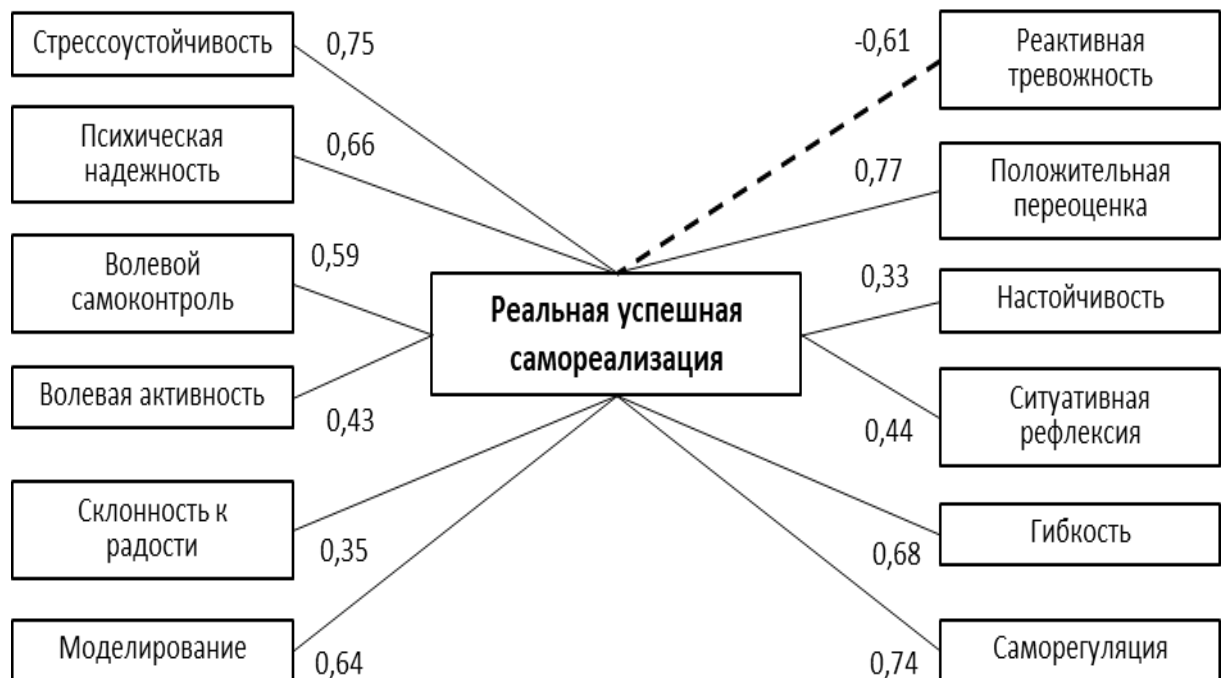 Стрессоустойчивость
0,75
-0,61
Реактивная
тревожность
Психическая
надежность
0,66
0,77
Положительная
переоценка
Волевой
самоконтроль
0,59
0,33
Настойчивость
Реальная успешная
самореализация
Волевая активность
0,43
0,44
Ситуативная
рефлексия
Склонность к
радости
0,35
0,68
Гибкость
Моделирование
0,64
0,74
Саморегуляция